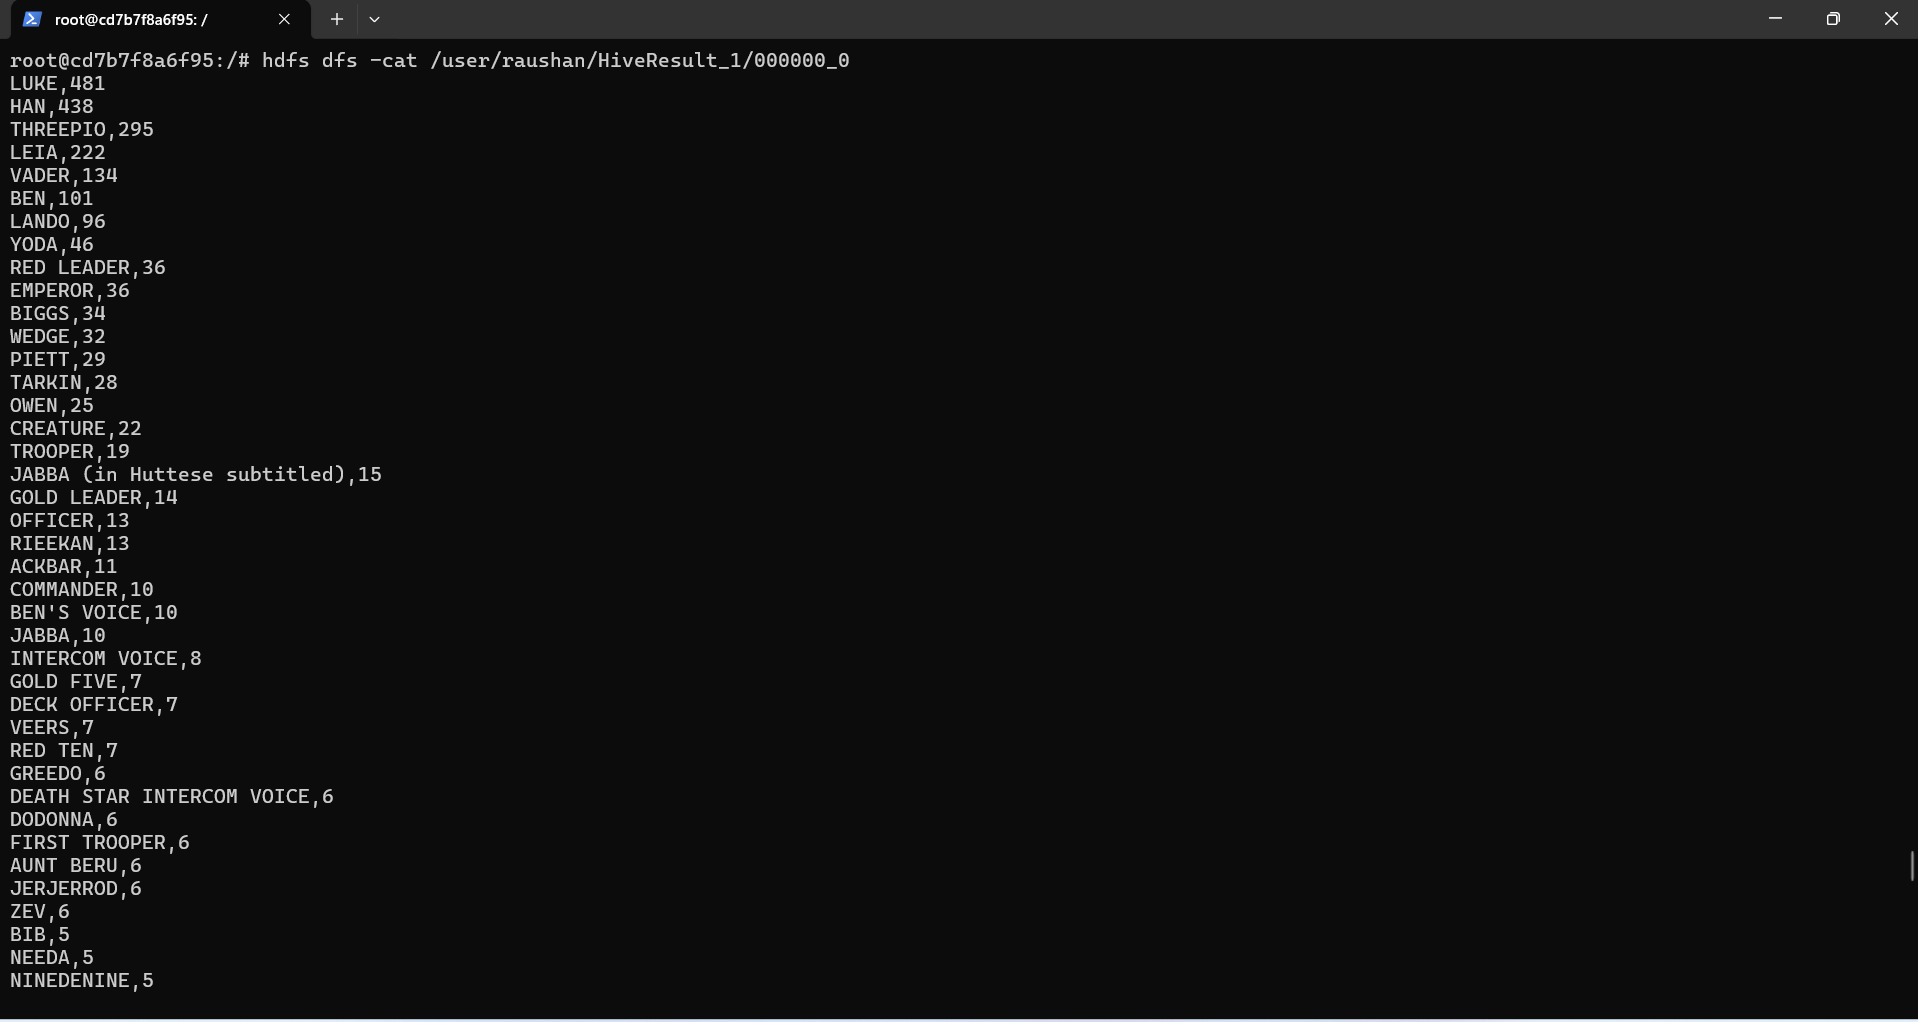 root@cd7b7f8a6f95: /
root@cd7b7f8a6f95:/# hdfs dfs -cat /user/raushan/HiveResult_1/000000_0
LUKE,481
HAN,438
THREEPIO,295
LEIA,222
VADER,134
BEN,101
LANDO,96
YODA,46
RED LEADER,36
EMPEROR,36
BIGGS,34
WEDGE,32
PIETT,29
TARKIN,28
OWEN,25
CREATURE,22
TROOPER,19
JABBA (in Huttese subtitled),15
GOLD LEADER,14
OFFICER,13
RIEEKAN,13
ACKBAR,11
COMMANDER,10
BEN'S VOICE,10
JABBA,10
INTERCOM VOICE,8
GOLD FIVE,7
DECK OFFICER,7
VEERS,7
RED TEN,7
GREEDO,6
DEATH STAR INTERCOM VOICE,6
DODONNA,6
FIRST TROOPER,6
AUNT BERU,6
JERJERROD,6
ZEV,6
BIB,5
NEEDA,5
NINEDENINE,5